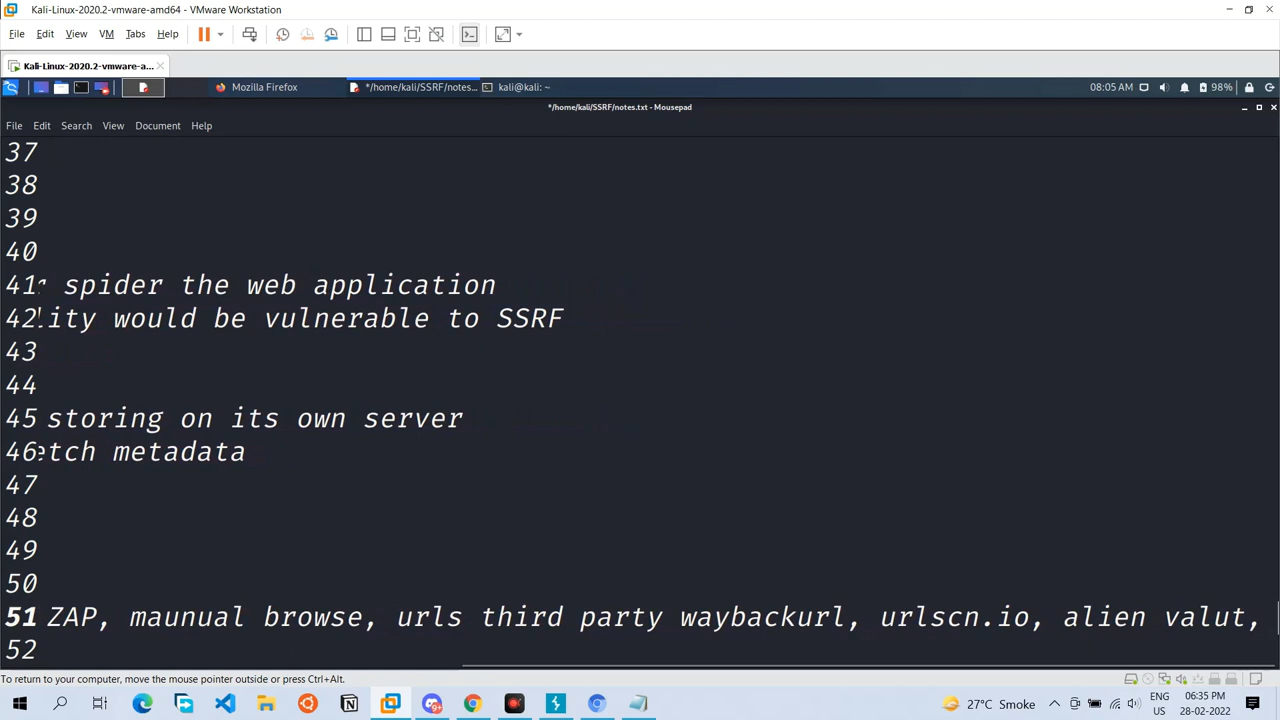 Kali-Linux-2020.2-vmware-amd64 - VMware Workstation
File Edit View VM Tabs Help
Kali-Linux-2020.2-vmware-a...
Mozilla Firefox */home/kali/SSRF/notes... kali@kali: ~ 08:05 AM 98%
*/home/kali/SSRF/notes.txt - Mousepad
File Edit Search View Document Help
37
38
39
40
41 spider the web application
42 lity would be vulnerable to SSRF
43
44
45 storing on its own server
46 etch metadata
47
48
49
50
51 ZAP, maunual browse, urls third party waybackurl, urlscn.io, alien valut,
52
To return to your computer, move the mouse pointer outside or press Ctrl+Alt.
27°C Smoke ENG US 06:35 PM 28-02-2022